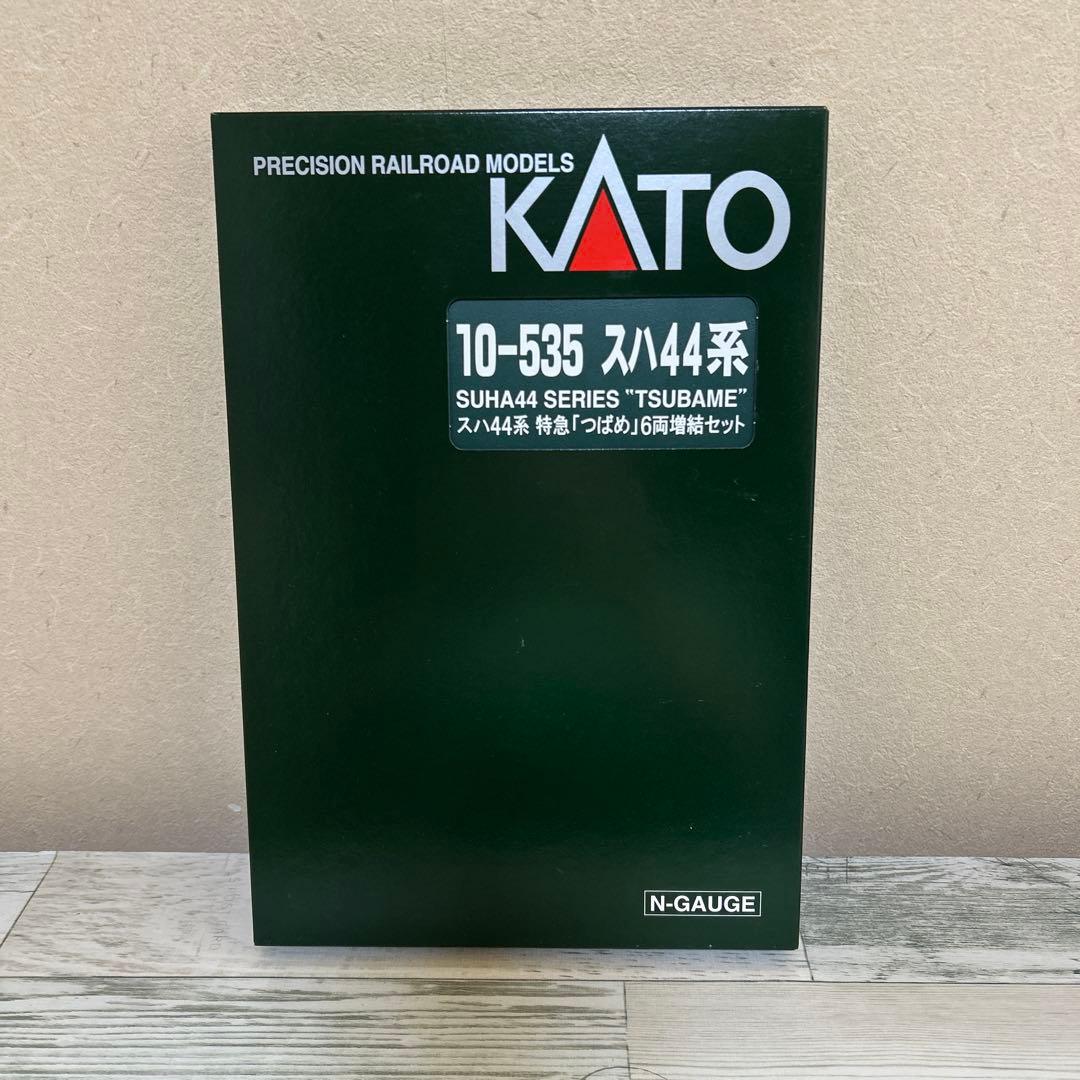 PRECISION RAILROAD MODELS
KATO
10-535 スハ44系
SUHA44 SERIES "TSUBAME"
スハ44系 特急「つばめ」6両増結セット
N-GAUGE